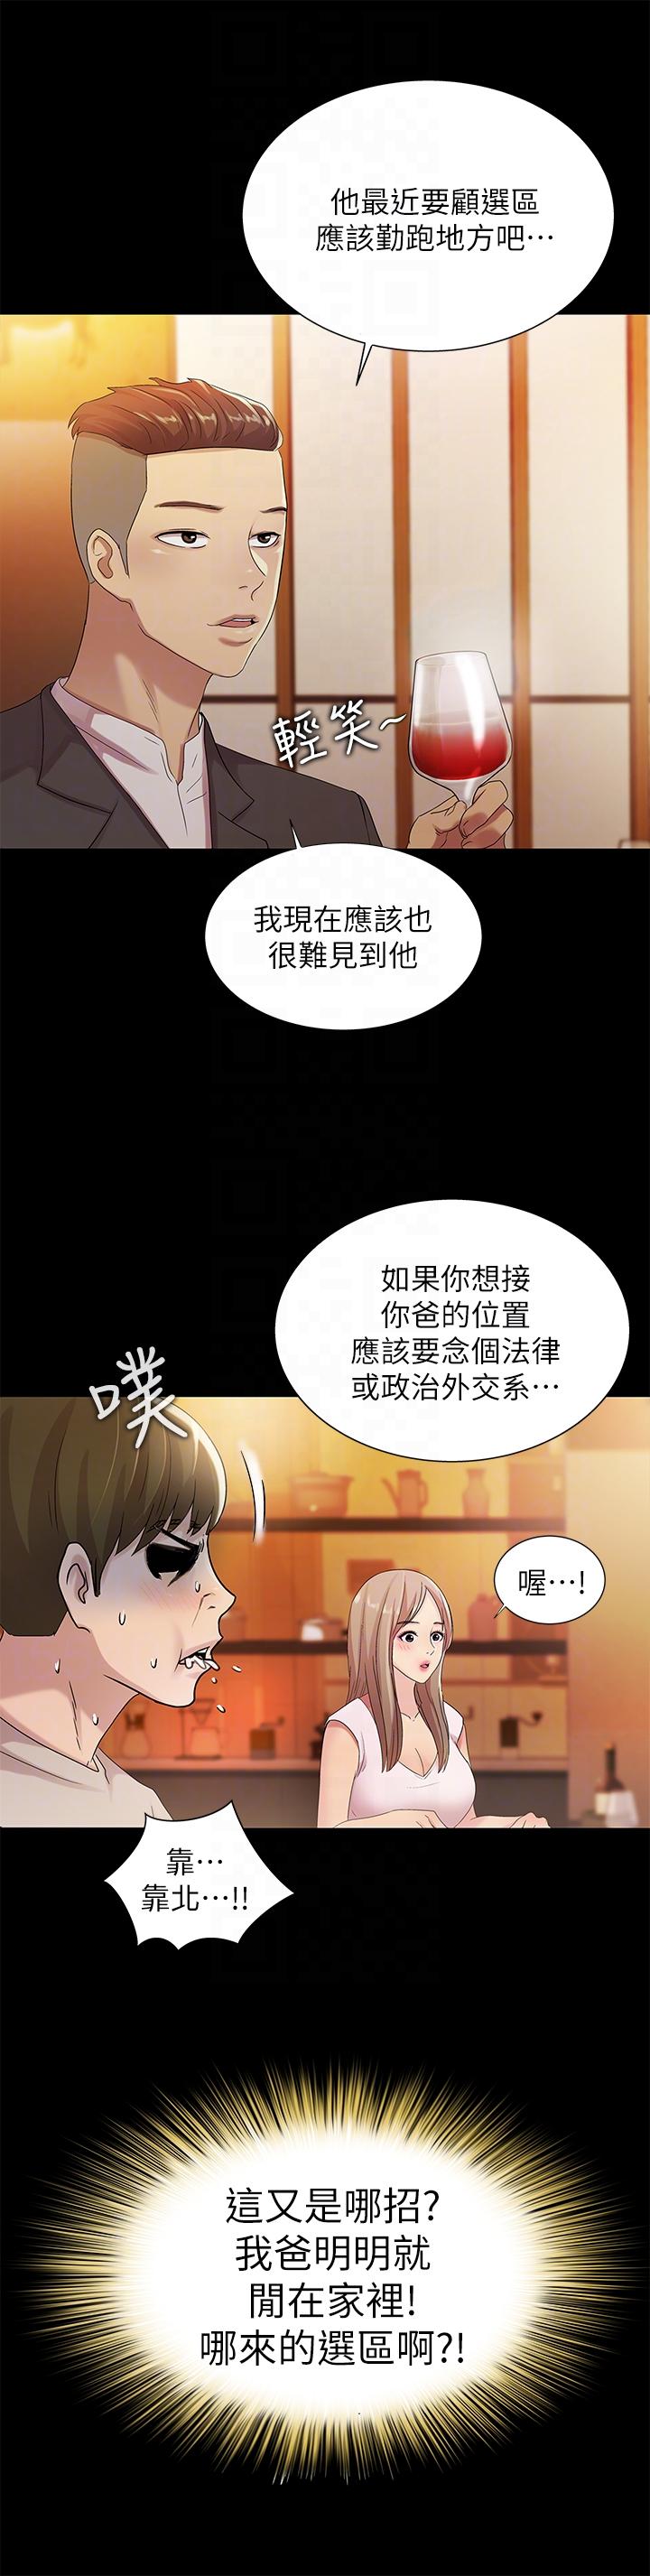 他最近要顧選區
應該勤跑地方吧…
輕笑~
我現在應該也
很難見到他
如果你想接
你爸的位置
應該要念個法律
或政治外交系…
噗
喔…!
靠…
靠北…!!
這又是哪招?
我爸明明就
閒在家裡!
哪來的選區啊?!